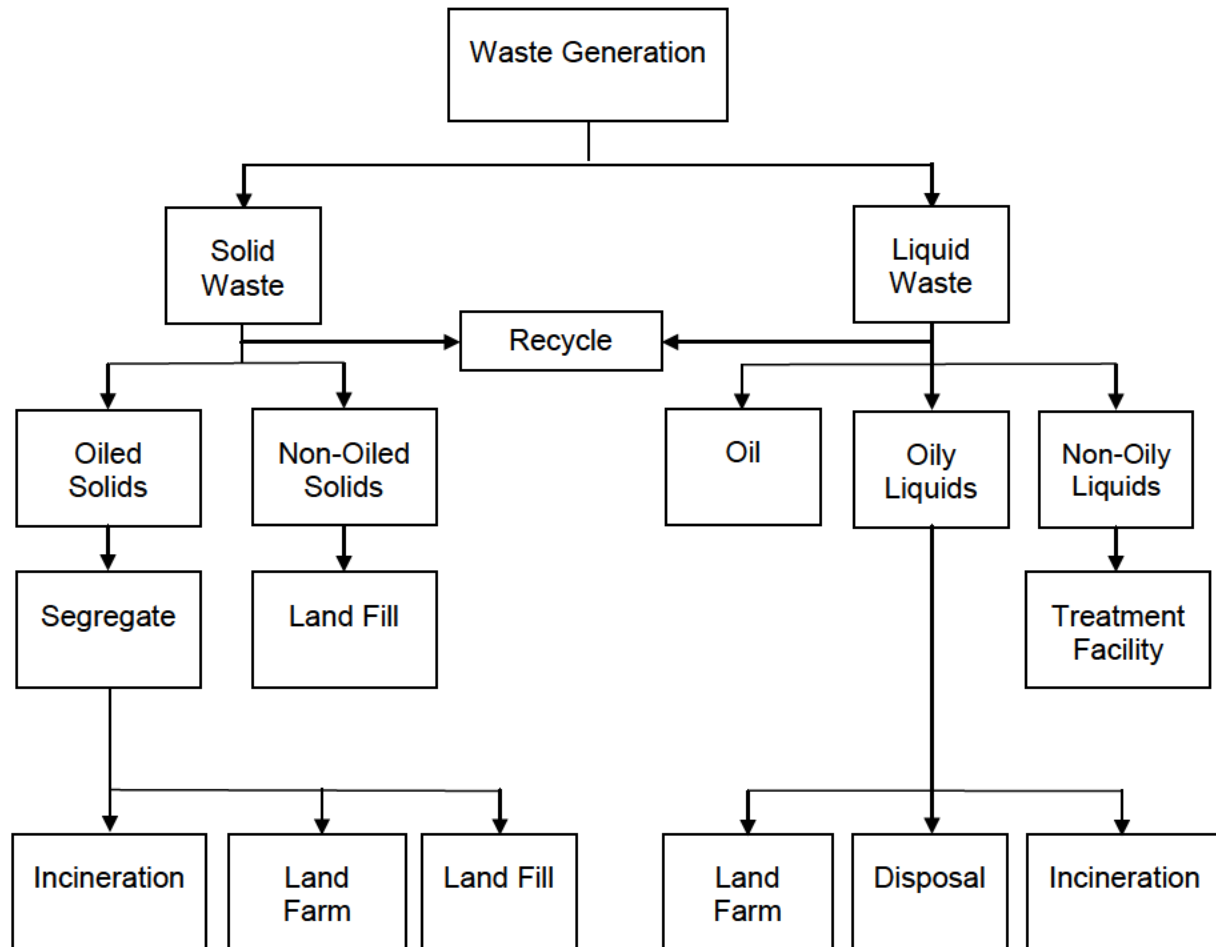 Waste Generation
Solid
Waste
Liquid
Waste
Recycle
Oiled
Solids
Non-Oiled
Solids
Oil
Oily
Liquids
Non-Oily
Liquids
Segregate
Land Fill
Treatment
Facility
Incineration
Land
Farm
Land Fill
Land
Farm
Disposal
Incineration